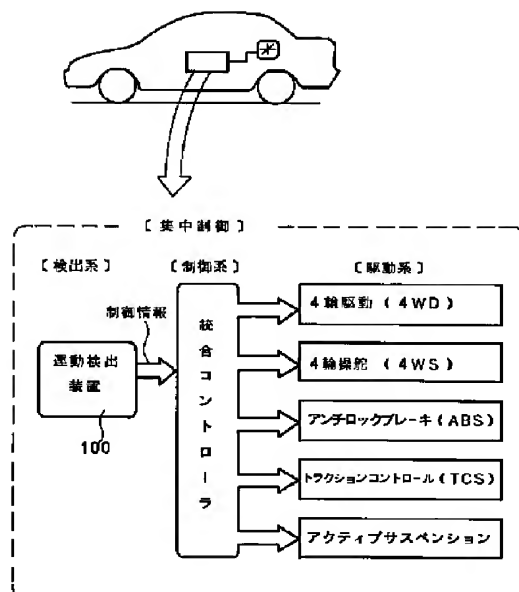 〔集中制御〕
〔検出系〕
〔制御系〕
〔駆動系〕
制御情報
運動検出
装置
100
統合コントローラ
4輪駆動(4WD)
4輪操舵(4WS)
アンチロックブレーキ(ABS)
トラクションコントロール(TCS)
アクティブサスペンション